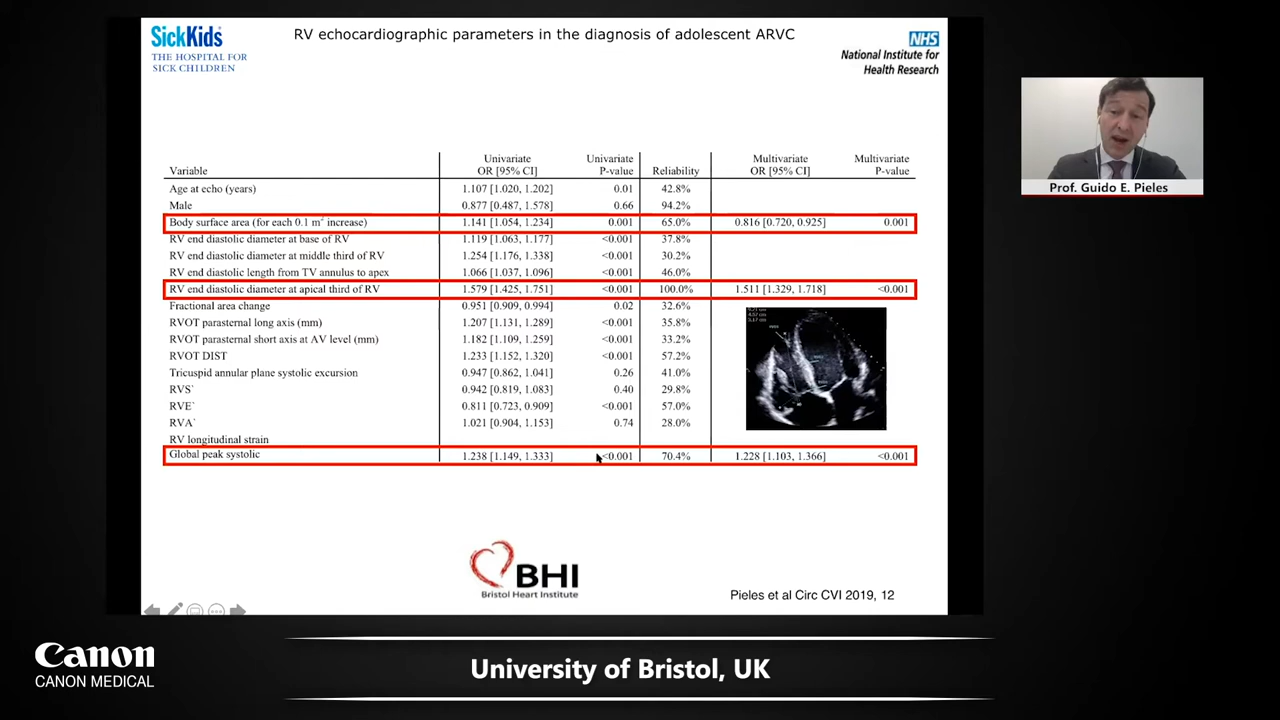 SickKids
THE HOSPITAL FOR
SICK CHILDREN
RV echocardiographic parameters in the diagnosis of adolescent ARVC
NHS
National Institute for
Health Research
Prof. Guido E. Pieles
Univariate Univariate Multivariate Multivariate
Variable OR [95% CI] P-value Reliability OR [95% CI] P-value
Age at echo (years) 1.107 [1.020, 1.202] 0.01 42.8%
Male 0.877 [0.487, 1.578] 0.66 94.2%
Body surface area (for each 0.1 m² increase) 1.141 [1.054, 1.234] 0.001 65.0% 0.816 [0.720, 0.925] 0.001
RV end diastolic diameter at base of RV 1.119 [1.063, 1.177] <0.001 37.8%
RV end diastolic diameter at middle third of RV 1.254 [1.176, 1.338] <0.001 30.2%
RV end diastolic length from TV annulus to apex 1.066 [1.037, 1.096] <0.001 46.0%
RV end diastolic diameter at apical third of RV 1.579 [1.425, 1.751] <0.001 100.0% 1.511 [1.329, 1.718] <0.001
Fractional area change 0.951 [0.909, 0.994] 0.02 32.6%
RVOT parasternal long axis (mm) 1.207 [1.131, 1.289] <0.001 35.8%
RVOT parasternal short axis at AV level (mm) 1.182 [1.109, 1.259] <0.001 33.2%
RVOT DIST 1.233 [1.152, 1.320] <0.001 57.2%
Tricuspid annular plane systolic excursion 0.947 [0.862, 1.041] 0.26 41.0%
RVS` 0.942 [0.819, 1.083] 0.40 29.8%
RVE` 0.811 [0.723, 0.909] <0.001 57.0%
RVA` 1.021 [0.904, 1.153] 0.74 28.0%
RV longitudinal strain
Global peak systolic 1.238 [1.149, 1.333] <0.001 70.4% 1.228 [1.103, 1.366] <0.001
BHI
Bristol Heart Institute
Pieles et al Circ CVI 2019, 12
Canon
CANON MEDICAL
University of Bristol, UK